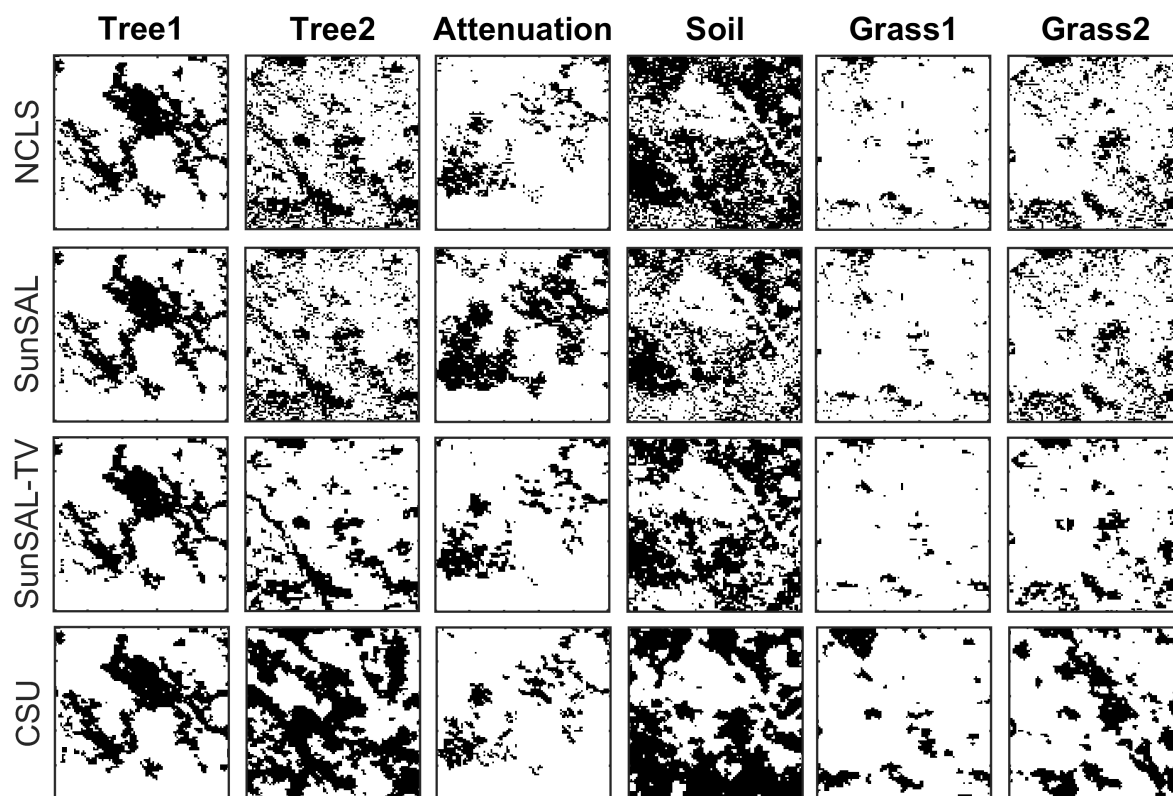 Tree1 Tree2 Attenuation Soil Grass1 Grass2
NCLS
SunSAL
SunSAL-TV
CSU